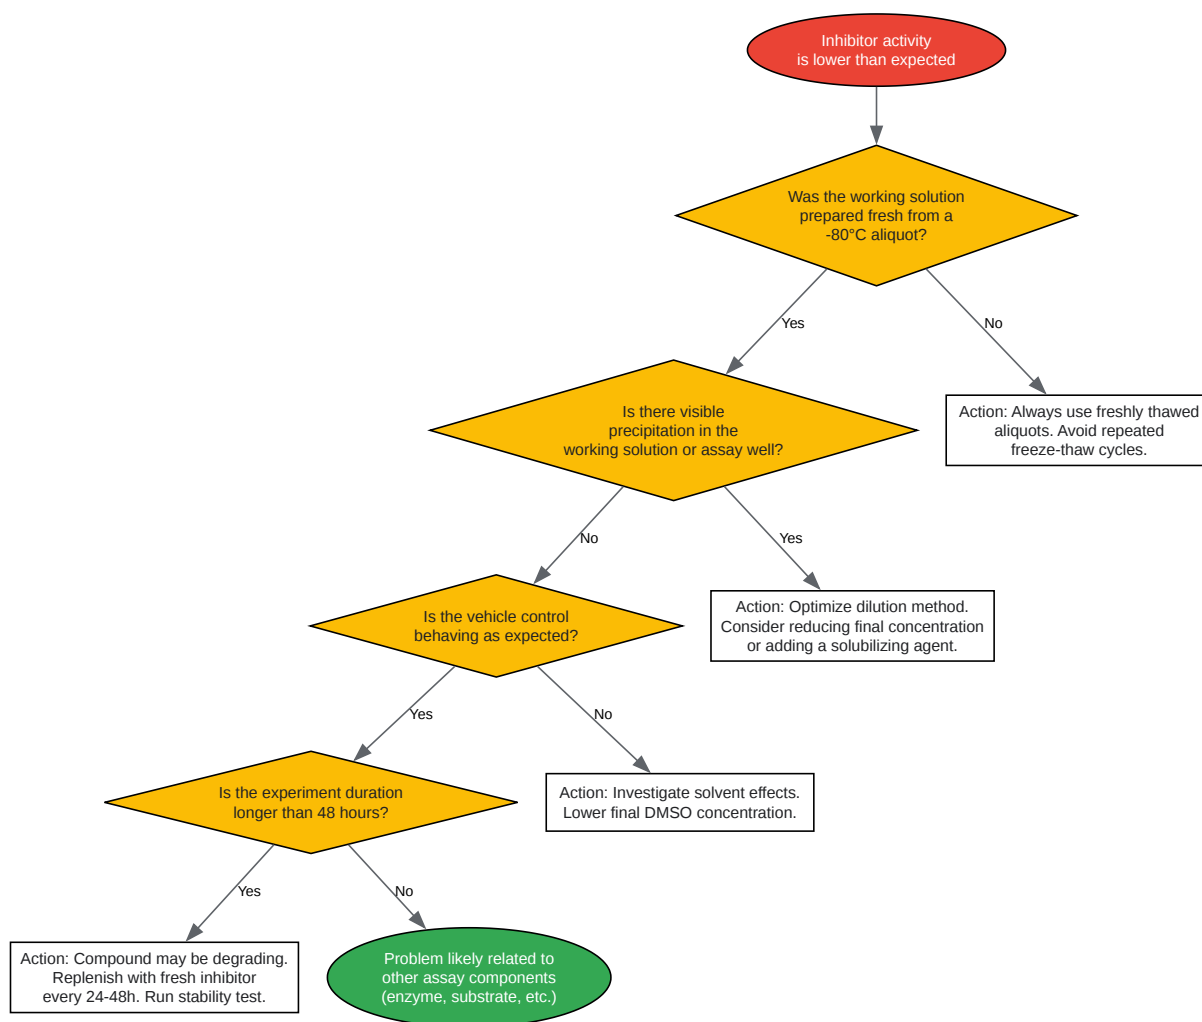 Inhibitor activity
is lower than expected
Was the working solution
prepared fresh from a
-80°C aliquot?
Yes
No
Is there visible
precipitation in the
working solution or assay well?
Action: Always use freshly thawed
aliquots. Avoid repeated
freeze-thaw cycles.
No
Yes
Is the vehicle control
behaving as expected?
Action: Optimize dilution method.
Consider reducing final concentration
or adding a solubilizing agent.
Yes
No
Is the experiment duration
longer than 48 hours?
Action: Investigate solvent effects.
Lower final DMSO concentration.
Yes
No
Action: Compound may be degrading.
Replenish with fresh inhibitor
every 24-48h. Run stability test.
Problem likely related to
other assay components
(enzyme, substrate, etc.)